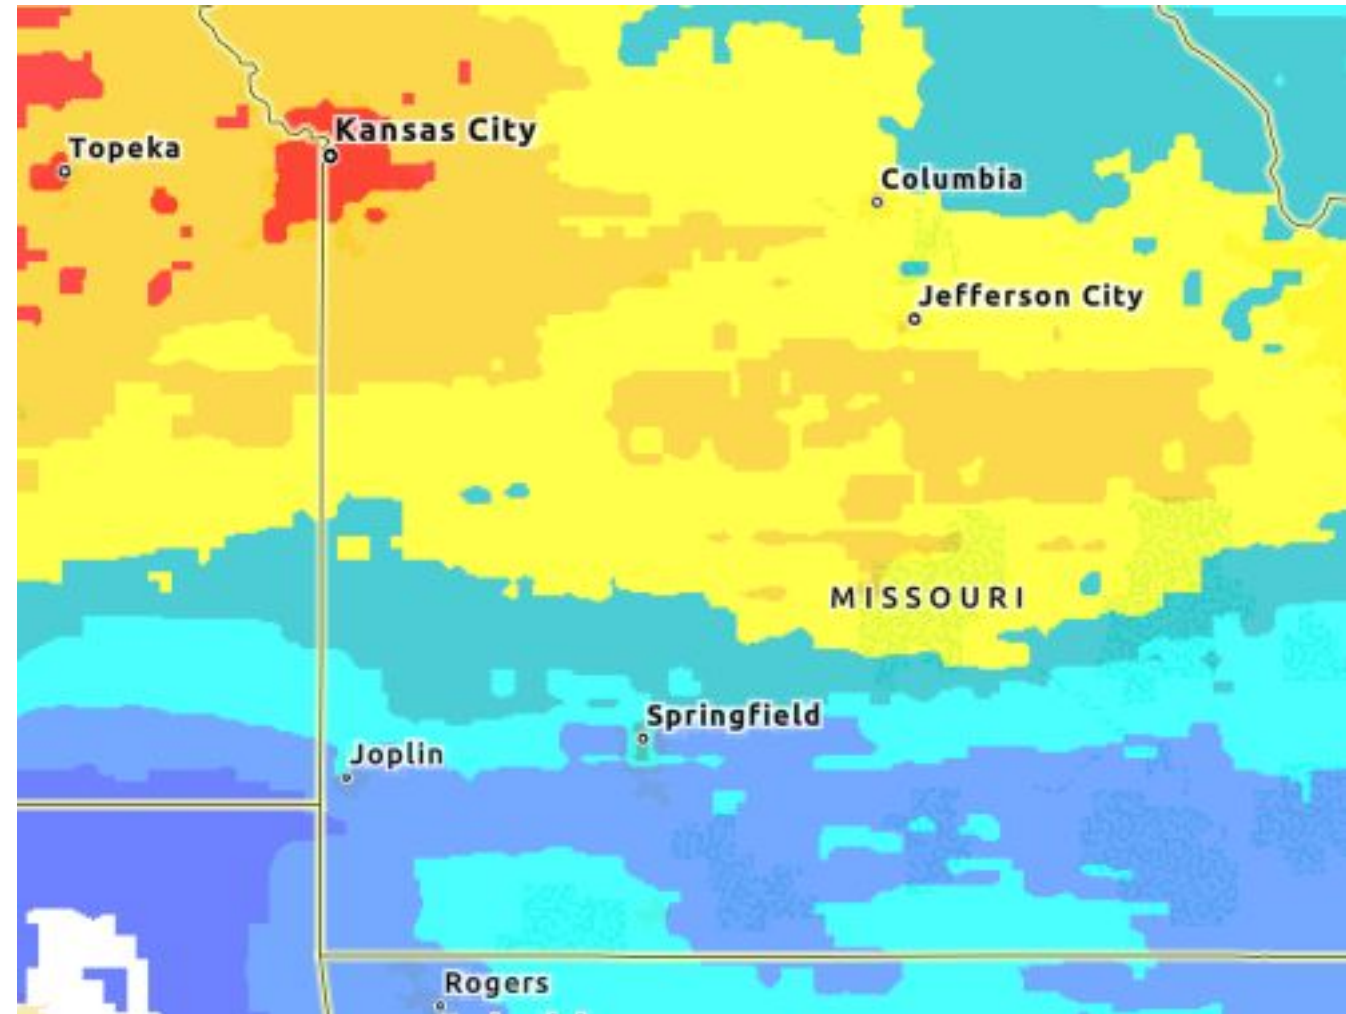 Kansas City
Topeka
Columbia
Jefferson City
MISSOURI
Springfield
Joplin
Rogers